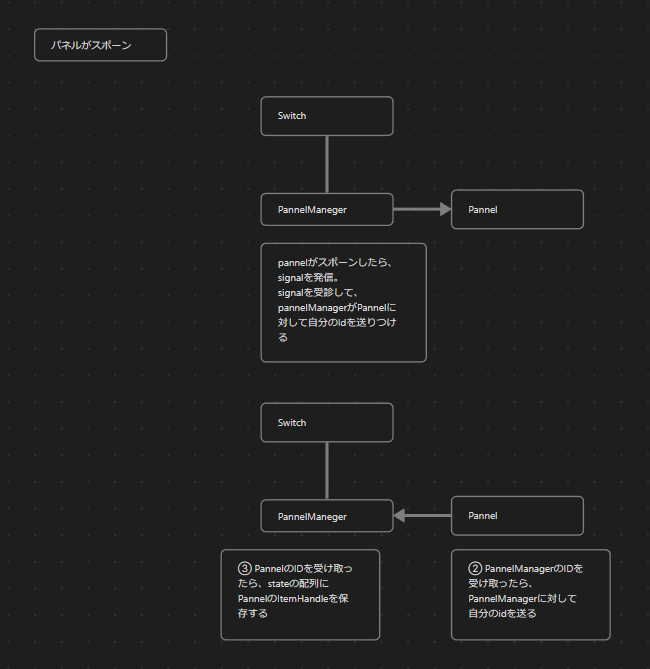 パネルがスポーン
Switch
PannelManeger
Pannel
pannelがスポーンしたら、
signalを発信。
signalを受診して、
pannelManagerがPannelに
対して自分のIdを送りつけ
る
Switch
PannelManeger
Pannel
③ PannelのIDを受け取っ
たら、stateの配列に
PannelのItemHandleを保
存する
② PannelManagerのIDを
受け取ったら、
PannelManagerに対して
自分のidを送る